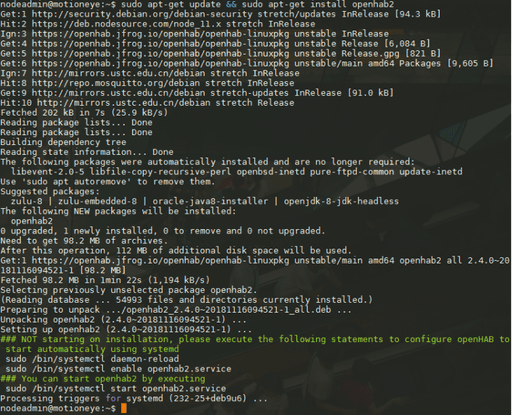 nodeadmin@motioneye:~$ sudo apt-get update && sudo apt-get install openhab2
Get:1 http://security.debian.org/debian-security stretch/updates InRelease [94.3 kB]
Hit:2 https://deb.nodesource.com/node_11.x stretch InRelease
Ign:3 https://openhab.jfrog.io/openhab/openhab-linuxpkg unstable InRelease
Get:4 https://openhab.jfrog.io/openhab/openhab-linuxpkg unstable Release [6,084 B]
Get:5 https://openhab.jfrog.io/openhab/openhab-linuxpkg unstable Release.gpg [821 B]
Get:6 https://openhab.jfrog.io/openhab/openhab-linuxpkg unstable/main amd64 Packages [9,605 B]
Ign:7 http://mirrors.ustc.edu.cn/debian stretch InRelease
Hit:8 http://repo.mosquitto.org/debian stretch InRelease
Get:9 http://mirrors.ustc.edu.cn/debian stretch-updates InRelease [91.0 kB]
Hit:10 http://mirrors.ustc.edu.cn/debian stretch Release
Fetched 202 kB in 7s (25.9 kB/s)
Reading package lists... Done
Reading package lists... Done
Building dependency tree
Reading state information... Done
The following packages were automatically installed and are no longer required:
libevent-2.0-5 libfile-copy-recursive-perl openbsd-inetd pure-ftpd-common update-inetd
Use 'sudo apt autoremove' to remove them.
Suggested packages:
zulu-8 | zulu-embedded-8 | oracle-java8-installer | openjdk-8-jdk-headless
The following NEW packages will be installed:
openhab2
0 upgraded, 1 newly installed, 0 to remove and 0 not upgraded.
Need to get 98.2 MB of archives.
After this operation, 112 MB of additional disk space will be used.
Get:1 https://openhab.jfrog.io/openhab/openhab-linuxpkg unstable/main amd64 openhab2 all 2.4.0~20
181116094521-1 [98.2 MB]
Fetched 98.2 MB in 1min 22s (1,194 kB/s)
Selecting previously unselected package openhab2.
(Reading database ... 54993 files and directories currently installed.)
Preparing to unpack .../openhab2_2.4.0~20181116094521-1_all.deb ...
Unpacking openhab2 (2.4.0~20181116094521-1) ...
Setting up openhab2 (2.4.0~20181116094521-1) ...
### NOT starting on installation, please execute the following statements to configure openHAB to
start automatically using systemd
sudo /bin/systemctl daemon-reload
sudo /bin/systemctl enable openhab2.service
### You can start openhab2 by executing
sudo /bin/systemctl start openhab2.service
Processing triggers for systemd (232-25+deb9u6) ...
nodeadmin@motioneye:~$